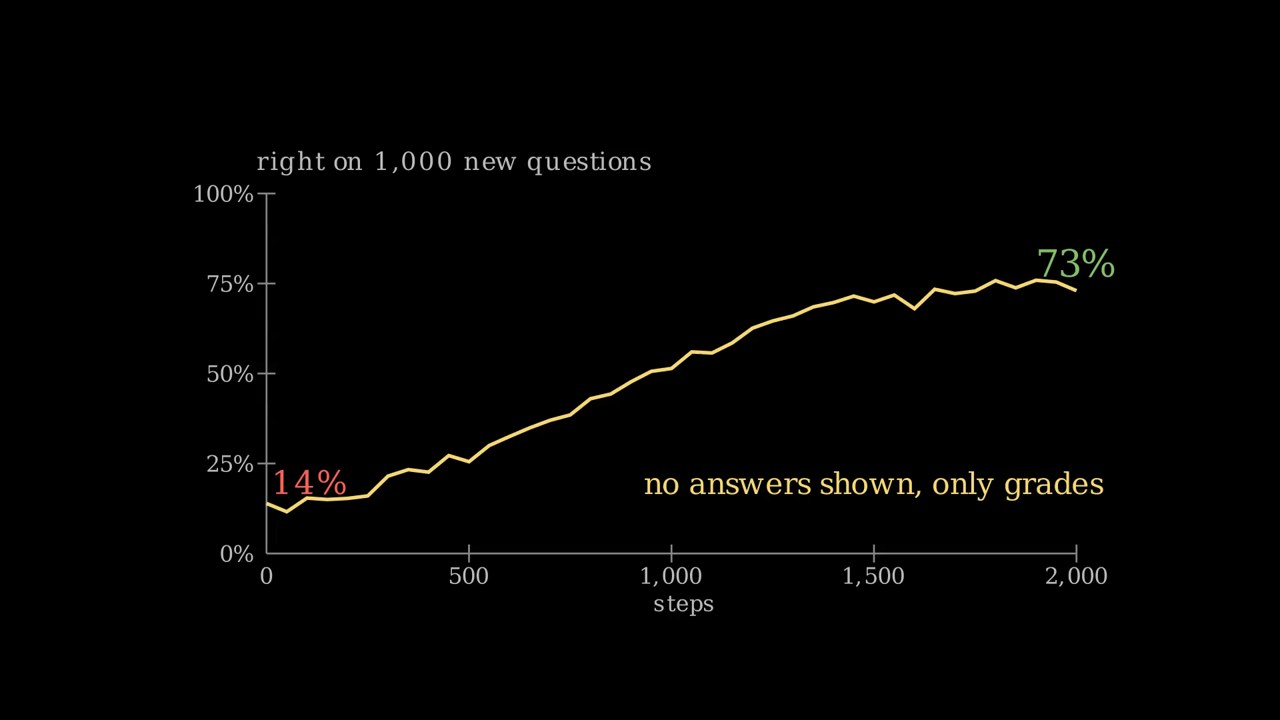 right on 1,000 new questions
100%
73%
75%
50%
25%
14%
no answers shown, only grades
0%
0 500 1,000 1,500 2,000
steps